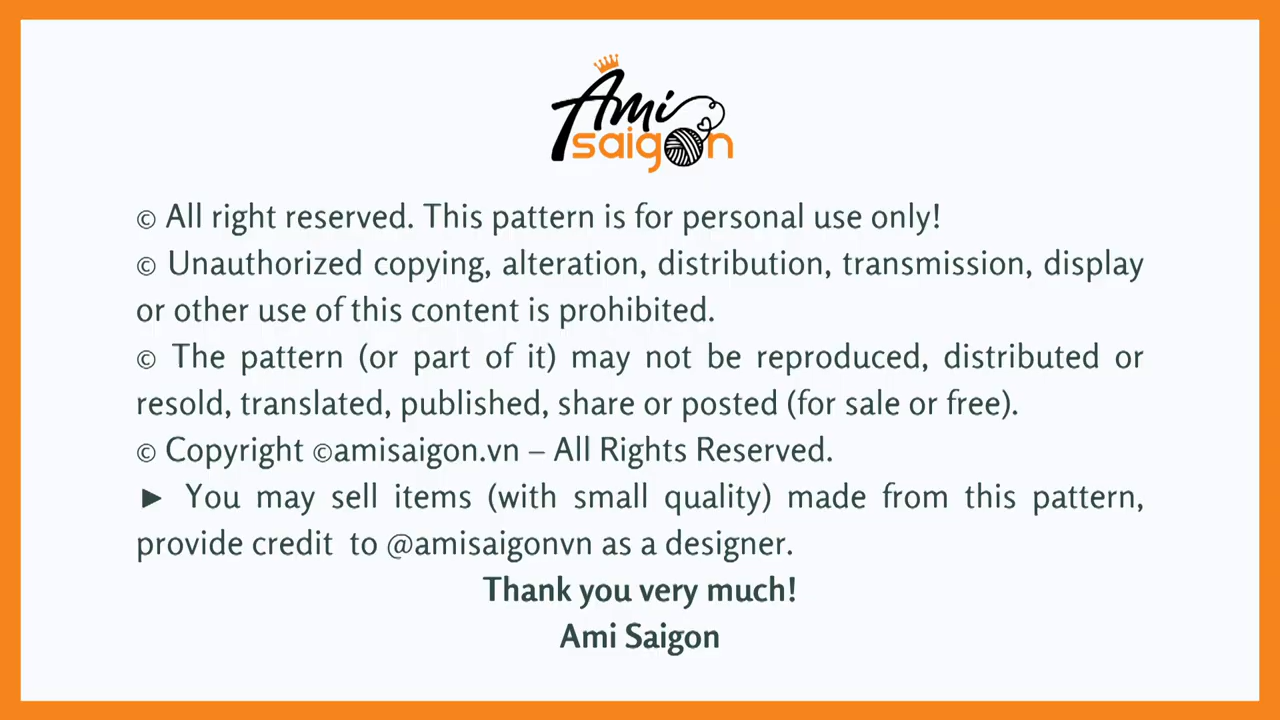 Ami
saigon
© All right reserved. This pattern is for personal use only!
© Unauthorized copying, alteration, distribution, transmission, display
or other use of this content is prohibited.
© The pattern (or part of it) may not be reproduced, distributed or
resold, translated, published, share or posted (for sale or free).
© Copyright ©amisaigon.vn – All Rights Reserved.
► You may sell items (with small quality) made from this pattern,
provide credit  to @amisaigonvn as a designer.
Thank you very much!
Ami Saigon